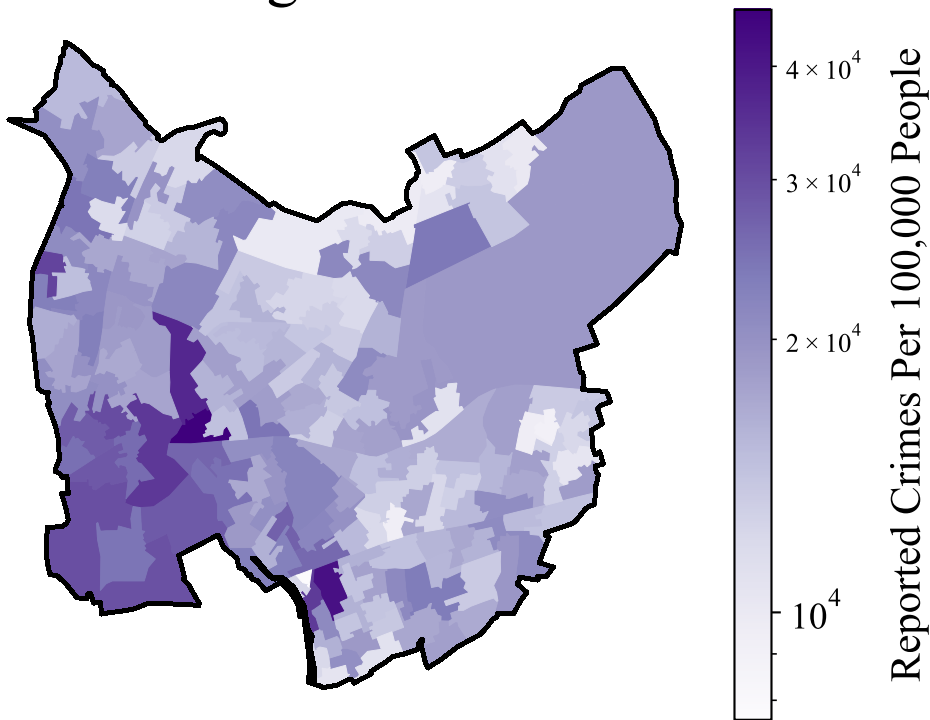 4 × 10⁴
3 × 10⁴
2 × 10⁴
10⁴
Reported Crimes Per 100,000 People